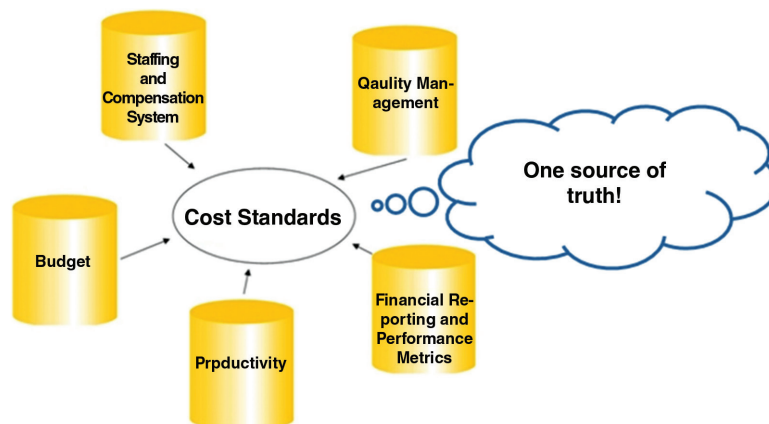 Staffing
and
Compensation
System
Qaulity Man-
agement
One source of
truth!
Cost Standards
Budget
Financial Re-
porting and
Performance
Metrics
Prpductivity